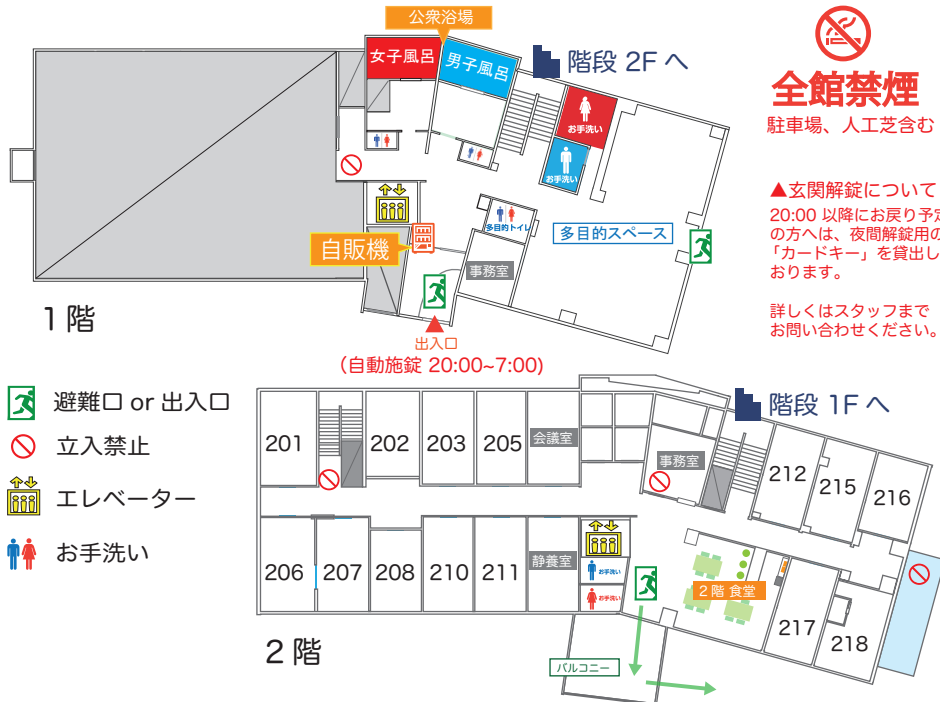 公衆浴場
女子風呂
男子風呂
階段 2F へ
お手洗い
お手洗い
多目的トイレ
多目的スペース
自販機
事務室
1 階
出入口
(自動施錠 20:00~7:00)
全館禁煙
駐車場、人工芝含む
▲玄関解錠について
20:00 以降にお戻り予定
の方へは、夜間解錠用の
「カードキー」を貸出し
おります。
詳しくはスタッフまで
お問い合わせください。
避難口 or 出入口
立入禁止
エレベーター
お手洗い
階段 1F へ
201
202
203
205
会議室
事務室
212
215
216
206
207
208
210
211
静養室
お手洗い
お手洗い
2 階 食堂
217
218
バルコニー
2 階